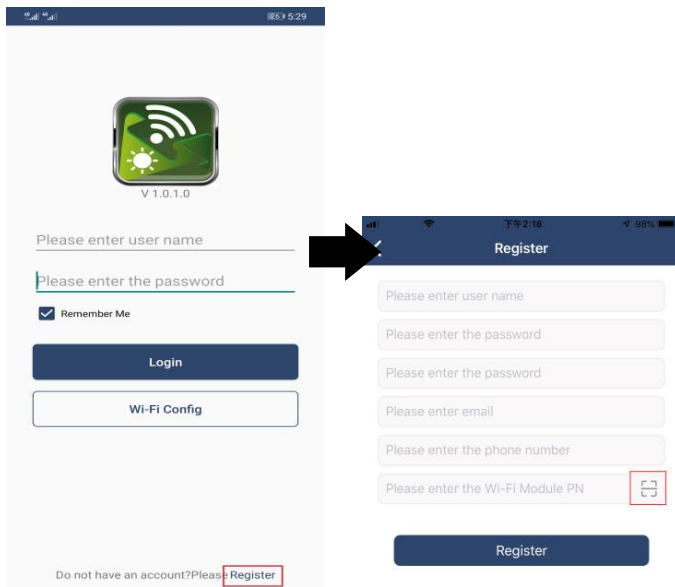 5:29
V 1.0.1.0
Please enter user name
Please enter the password
Remember Me
Login
Wi-Fi Config
Do not have an account?Please Register
下午2:18
98%
Register
Please enter user name
Please enter the password
Please enter the password
Please enter email
Please enter the phone number
Please enter the Wi-Fi Module PN
Register